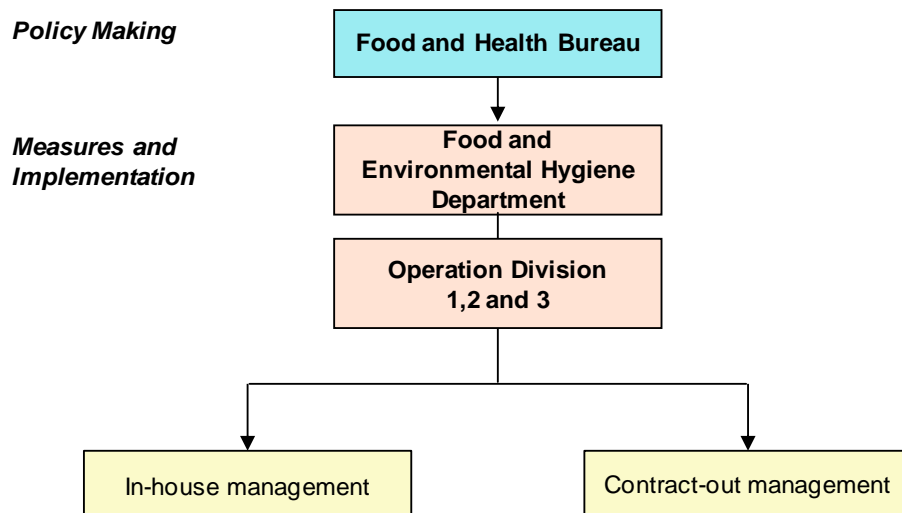 Policy Making
Food and Health Bureau
Measures and
Implementation
Food and
Environmental Hygiene
Department
Operation Division
1,2 and 3
In-house management
Contract-out management